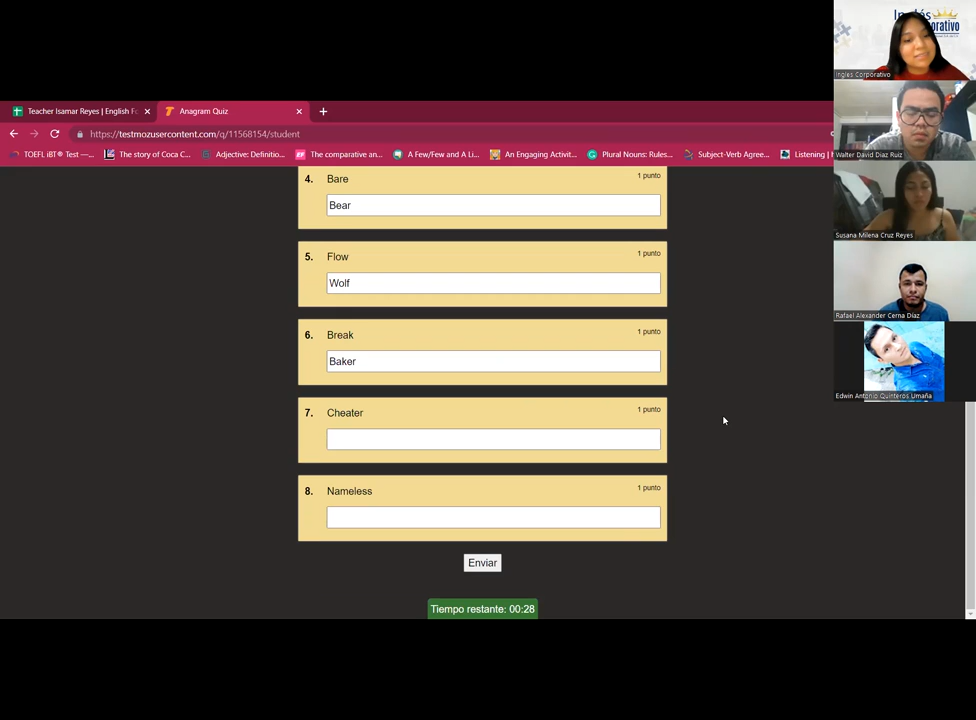 Teacher Isamar Reyes | English Fo
Anagram Quiz
https://testmozusercontent.com/q/11568154/student
TOEFL iBT® Test —...
The story of Coca C...
Adjective: Definitio...
The comparative an...
A Few/Few and A Li...
An Engaging Activit...
Plural Nouns: Rules...
Subject-Verb Agree...
Listening
4. Bare 1 punto
Bear
5. Flow 1 punto
Wolf
6. Break 1 punto
Baker
7. Cheater 1 punto
8. Nameless 1 punto
Enviar
Tiempo restante: 00:28
Inglés
orativo
Ingles Corporativo
Walter David Diaz Ruiz
Susana Milena Cruz Reyes
Rafael Alexander Cerna Díaz
Edwin Antonio Quinteros Umaña